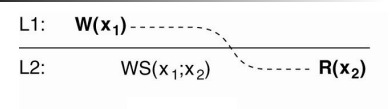 L1: W(x₁)
L2: WS(x₁;x₂) R(x₂)